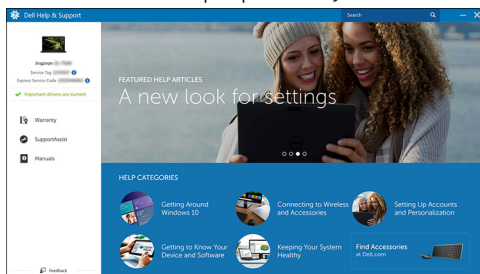 Dell Help & Support
Search
Inspiron
Service Tag
Express Service Code
Important drivers are current
Warranty
SupportAssist
Manuals
Feedback
FEATURED HELP ARTICLES
A new look for settings
HELP CATEGORIES
Getting Around
Windows 10
Connecting to Wireless
and Accessories
Setting Up Accounts
and Personalization
Getting to Know Your
Device and Software
Keeping Your System
Healthy
Find Accessories
at Dell.com